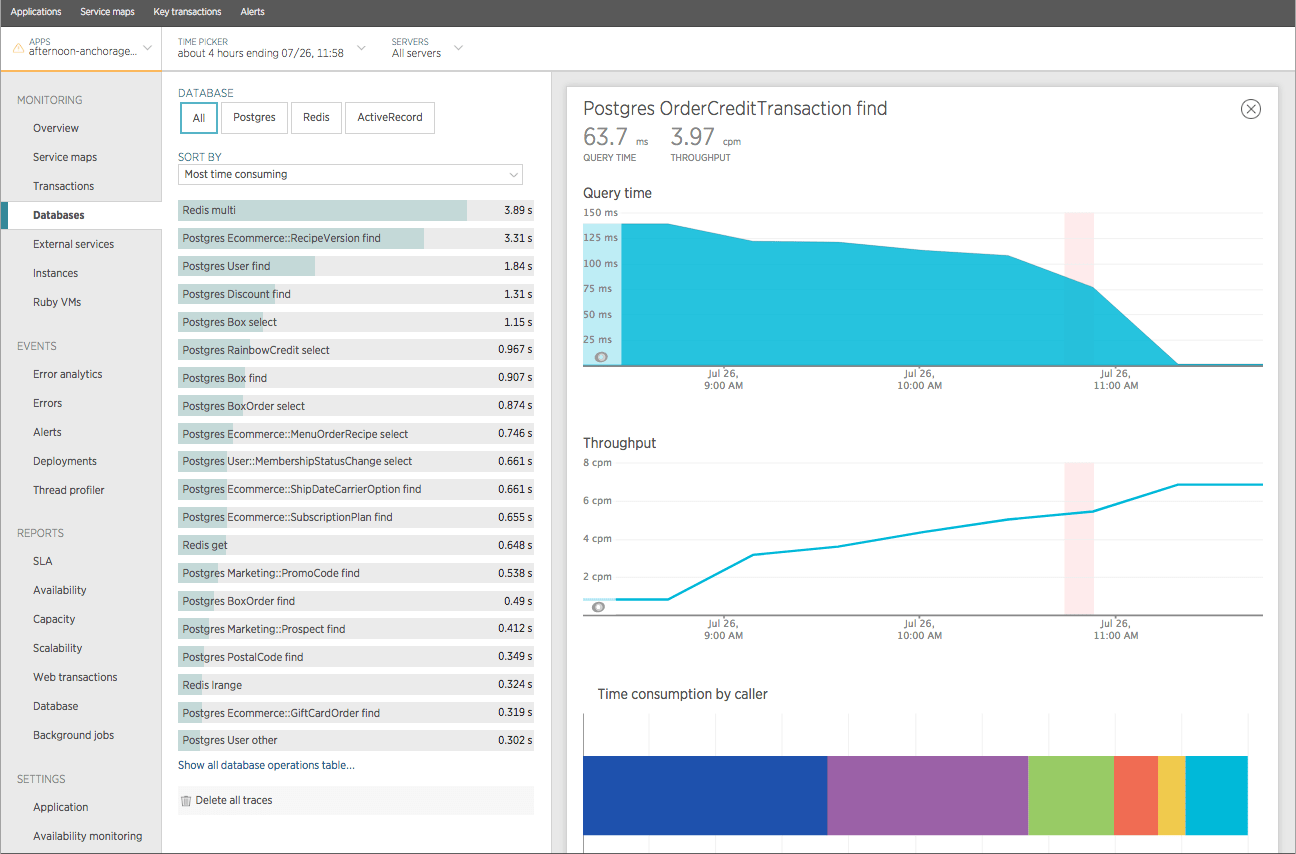 Applications Service maps Key transactions Alerts
APPS
afternoon-anchorage...
TIME PICKER
about 4 hours ending 07/26, 11:58
SERVERS
All servers
MONITORING
Overview
Service maps
Transactions
Databases
External services
Instances
Ruby VMs
EVENTS
Error analytics
Errors
Alerts
Deployments
Thread profiler
REPORTS
SLA
Availability
Capacity
Scalability
Web transactions
Database
Background jobs
SETTINGS
Application
Availability monitoring
DATABASE
All Postgres Redis ActiveRecord
SORT BY
Most time consuming
Redis multi 3.89 s
Postgres Ecommerce::RecipeVersion find 3.31 s
Postgres User find 1.84 s
Postgres Discount find 1.31 s
Postgres Box select 1.15 s
Postgres RainbowCredit select 0.967 s
Postgres Box find 0.907 s
Postgres BoxOrder select 0.874 s
Postgres Ecommerce::MenuOrderRecipe select 0.746 s
Postgres User::MembershipStatusChange select 0.661 s
Postgres Ecommerce::ShipDateCarrierOption find 0.661 s
Postgres Ecommerce::SubscriptionPlan find 0.655 s
Redis get 0.648 s
Postgres Marketing::PromoCode find 0.538 s
Postgres BoxOrder find 0.49 s
Postgres Marketing::Prospect find 0.412 s
Postgres PostalCode find 0.349 s
Redis lrange 0.324 s
Postgres Ecommerce::GiftCardOrder find 0.319 s
Postgres User other 0.302 s
Show all database operations table...
Delete all traces
Postgres OrderCreditTransaction find
63.7 ms 3.97 cpm
QUERY TIME THROUGHPUT
Query time
150 ms
125 ms
100 ms
75 ms
50 ms
25 ms
Jul 26, Jul 26, Jul 26,
9:00 AM 10:00 AM 11:00 AM
Throughput
8 cpm
6 cpm
4 cpm
2 cpm
Jul 26, Jul 26, Jul 26,
9:00 AM 10:00 AM 11:00 AM
Time consumption by caller